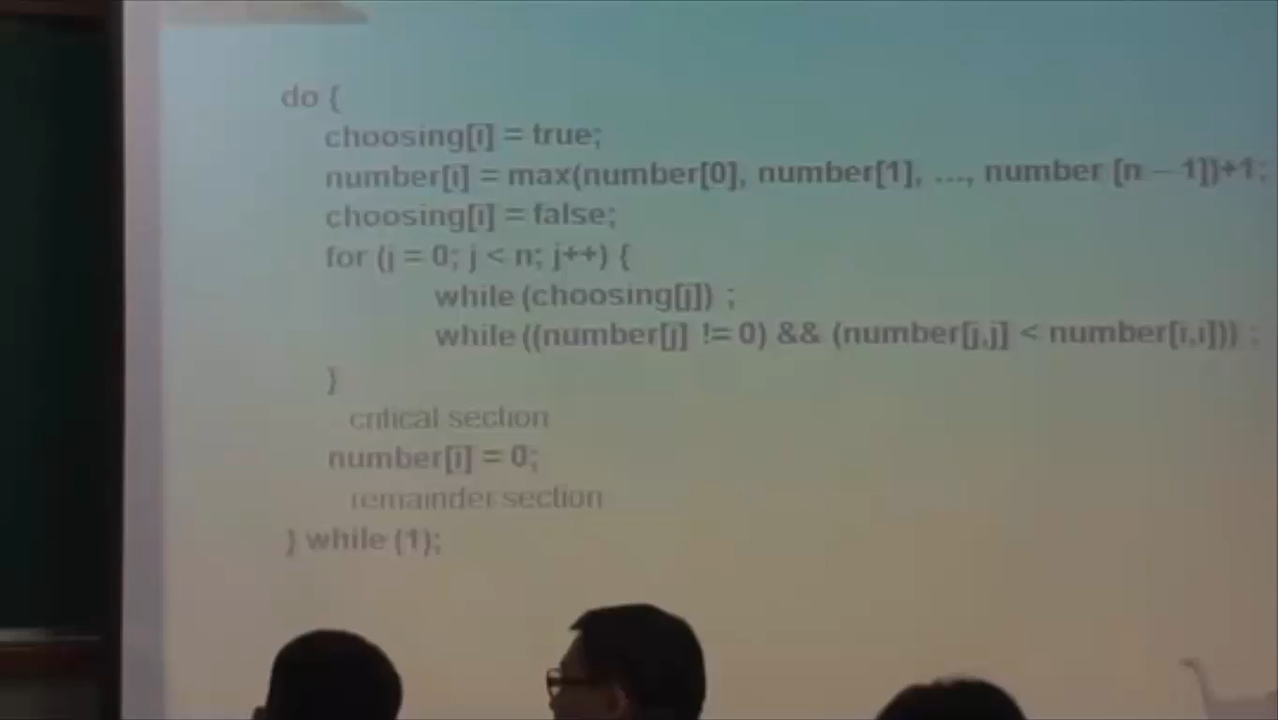 do {
choosing[i] = true;
number[i] = max(number[0], number[1], …, number [n – 1])+1;
choosing[i] = false;
for (j = 0; j < n; j++) {
while (choosing[j]) ;
while ((number[j] != 0) && (number[j,j] < number[i,i])) ;
}
critical section
number[i] = 0;
remainder section
} while (1);